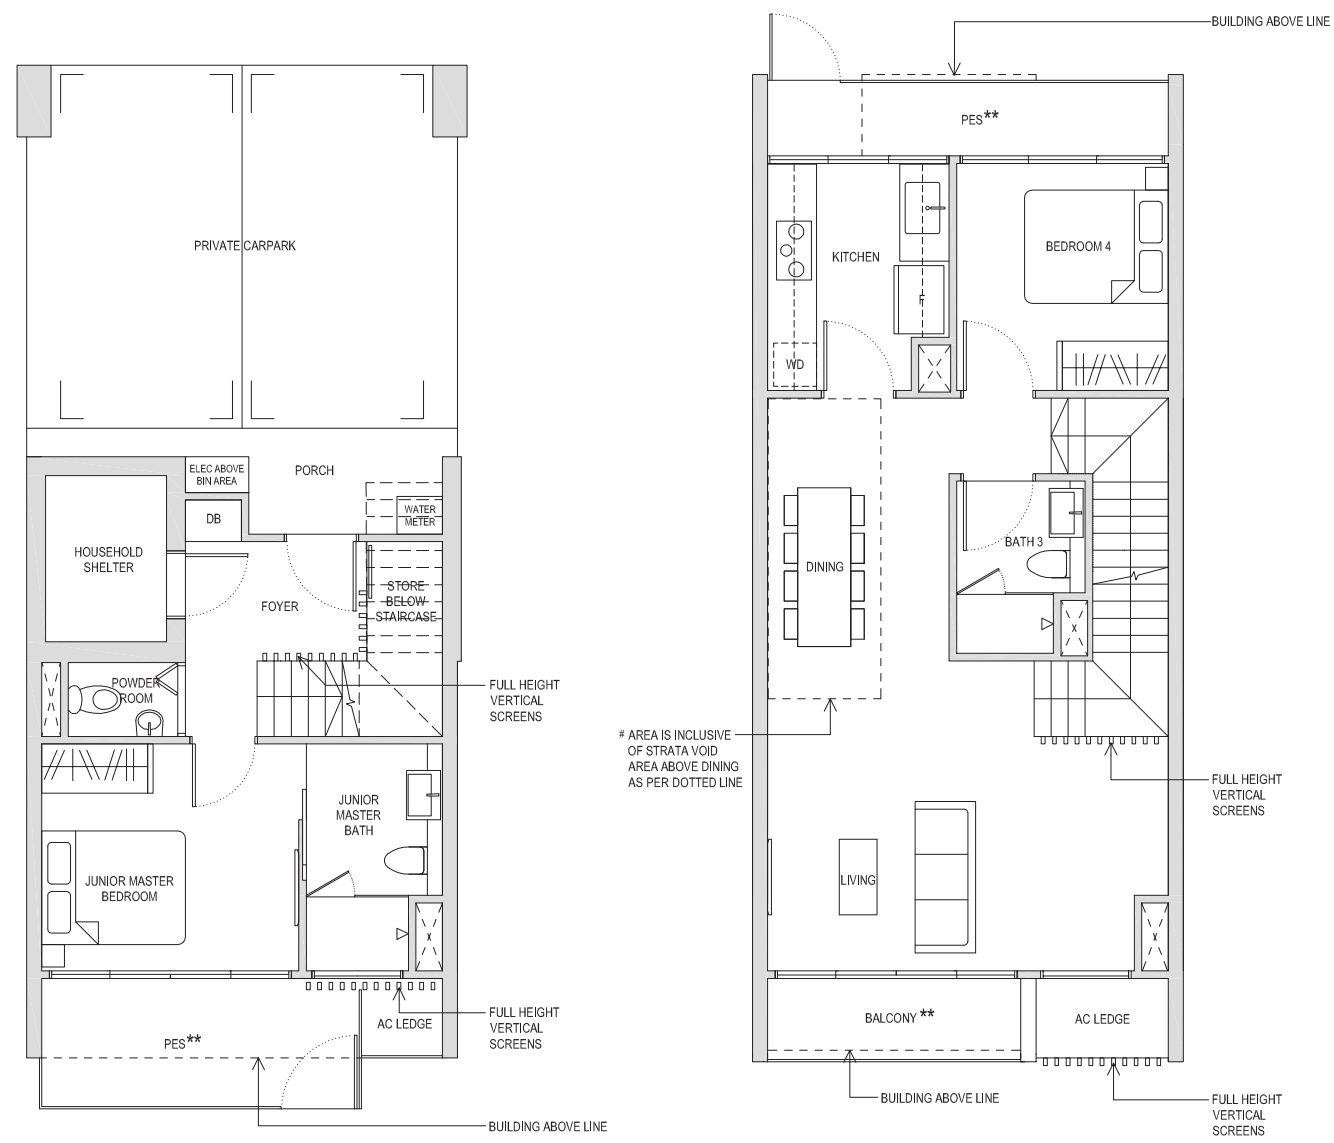 PRIVATE CARPARK
ELEC ABOVE
BIN AREA
PORCH
DB
WATER
METER
HOUSEHOLD
SHELTER
FOYER
STORE
BELOW
STAIRCASE
POWDER
ROOM
FULL HEIGHT
VERTICAL
SCREENS
JUNIOR
MASTER
BATH
JUNIOR MASTER
BEDROOM
AC LEDGE
FULL HEIGHT
VERTICAL
SCREENS
PES**
BUILDING ABOVE LINE
BUILDING ABOVE LINE
PES**
KITCHEN
BEDROOM 4
F
WD
BATH 3
DINING
# AREA IS INCLUSIVE
OF STRATA VOID
AREA ABOVE DINING
AS PER DOTTED LINE
FULL HEIGHT
VERTICAL
SCREENS
LIVING
BALCONY **
AC LEDGE
BUILDING ABOVE LINE
FULL HEIGHT
VERTICAL
SCREENS